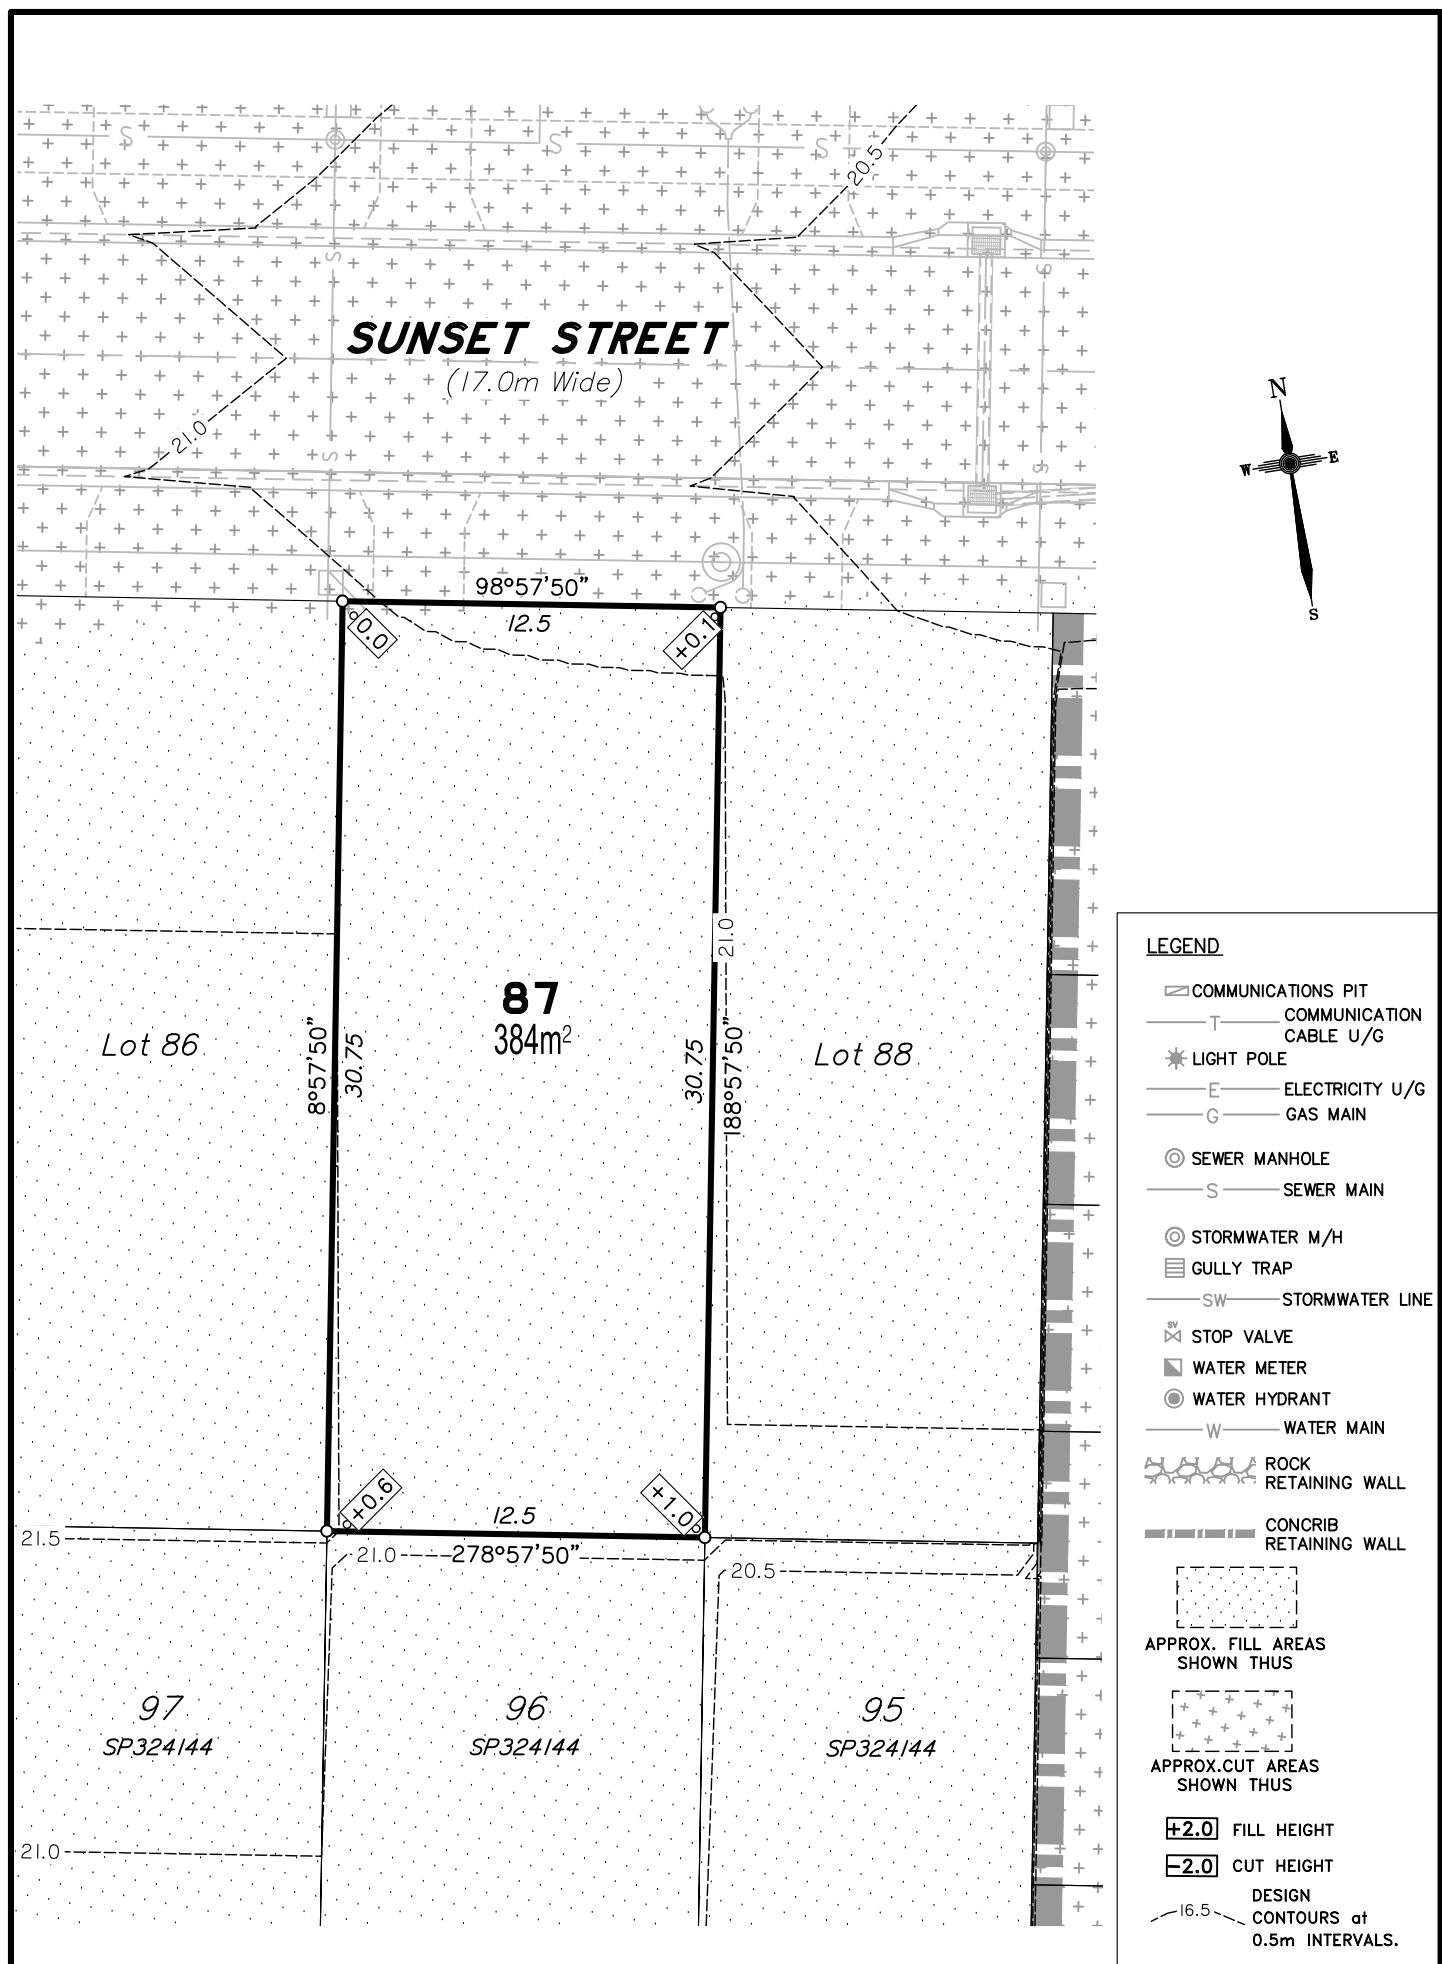 S
S
S
20.5
S
S
SUNSET STREET
(17.0m Wide)
21.0
S
S
N
W
E
S
98°57'50"
12.5
0.0
+0.1
21.0
87
384m²
Lot 86
Lot 88
8°57'50"
30.75
30.75
188°57'50"
+0.6
+1.0
12.5
21.5
21.0
278°57'50"
20.5
97
SP324144
96
SP324144
95
SP324144
21.0
LEGEND
COMMUNICATIONS PIT
T
COMMUNICATION
CABLE U/G
LIGHT POLE
E
ELECTRICITY U/G
G
GAS MAIN
SEWER MANHOLE
S
SEWER MAIN
STORMWATER M/H
GULLY TRAP
SW
STORMWATER LINE
SV
STOP VALVE
WATER METER
WATER HYDRANT
W
WATER MAIN
ROCK
RETAINING WALL
CONCRIB
RETAINING WALL
APPROX. FILL AREAS
SHOWN THUS
APPROX.CUT AREAS
SHOWN THUS
+2.0 FILL HEIGHT
-2.0 CUT HEIGHT
16.5
DESIGN
CONTOURS at
0.5m INTERVALS.